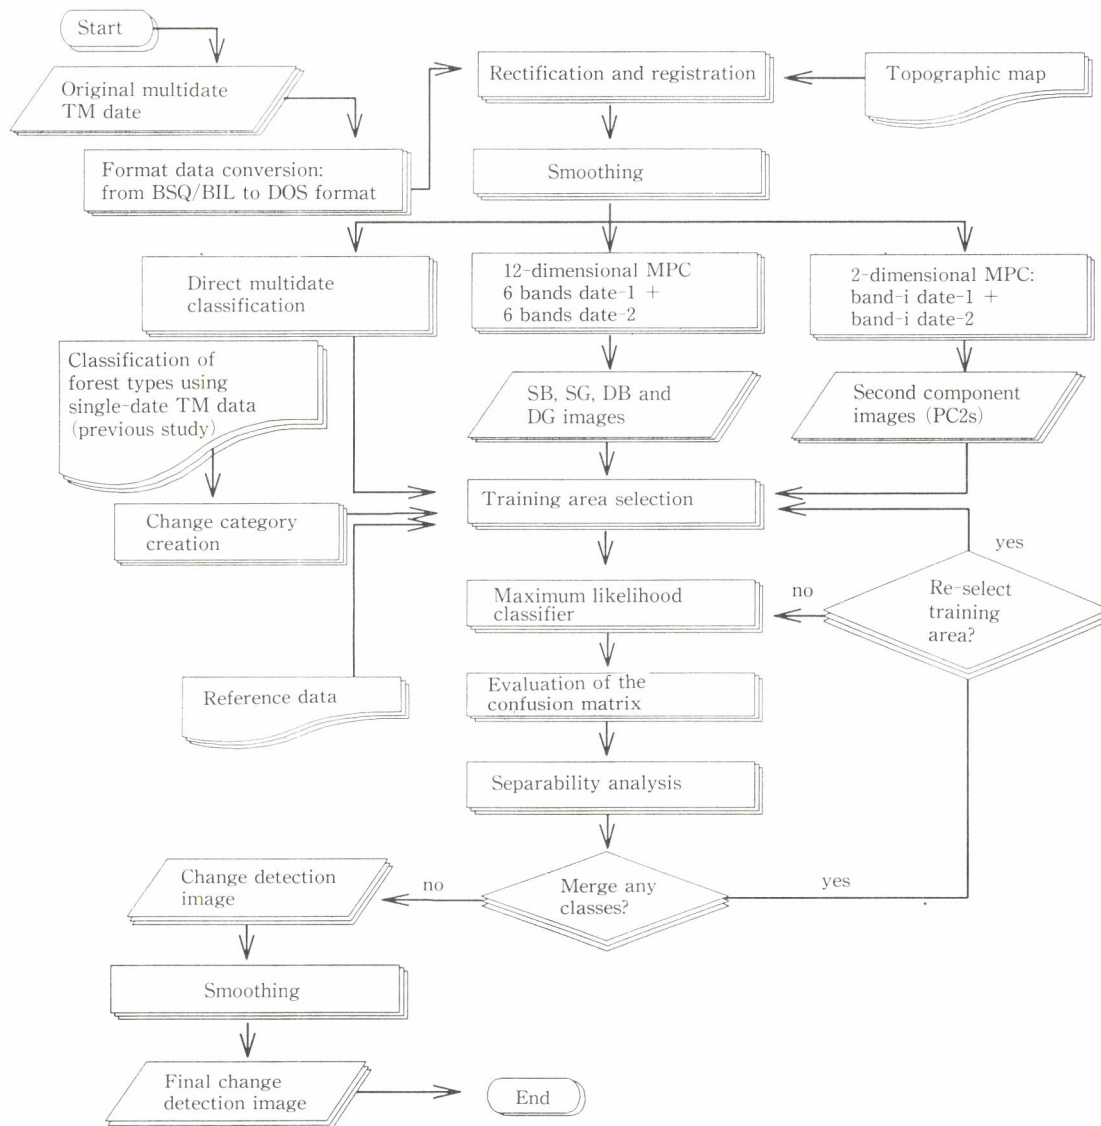 Start
Original multidate
TM date
Format data conversion:
from BSQ/BIL to DOS format
Rectification and registration
Topographic map
Smoothing
Direct multidate
classification
12-dimensional MPC
6 bands date-1 +
6 bands date-2
2-dimensional MPC:
band-i date-1 +
band-i date-2
Classification of
forest types using
single-date TM data
(previous study)
SB, SG, DB and
DG images
Second component
images (PC2s)
Training area selection
Change category
creation
yes
Re-select
training
area?
no
Maximum likelihood
classifier
Reference data
Evaluation of the
confusion matrix
Separability analysis
Merge any
classes?
yes
no
Change detection
image
Smoothing
Final change
detection image
End